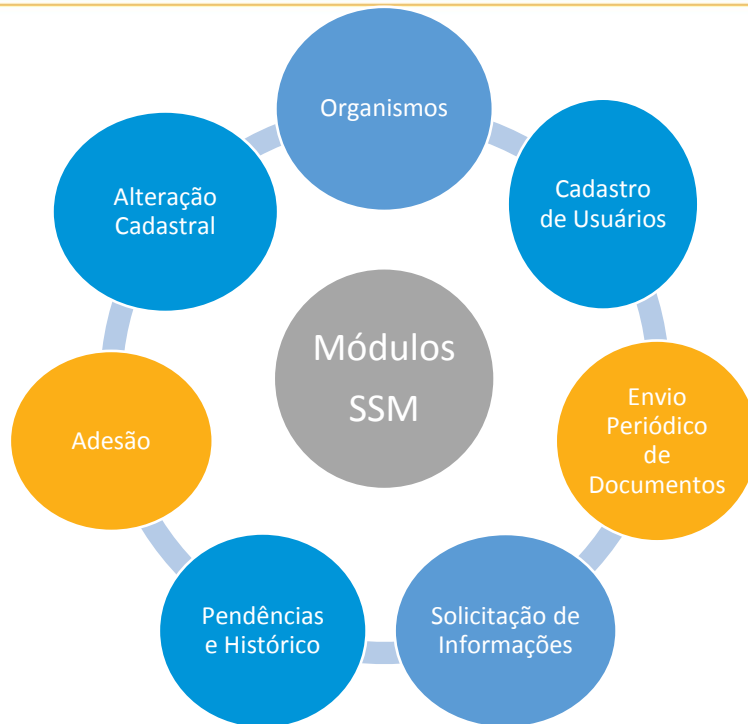 Organismos
Cadastro
de Usuários
Envio
Periódico
de
Documentos
Solicitação de
Informações
Pendências
e Histórico
Adesão
Alteração
Cadastral
Módulos
SSM